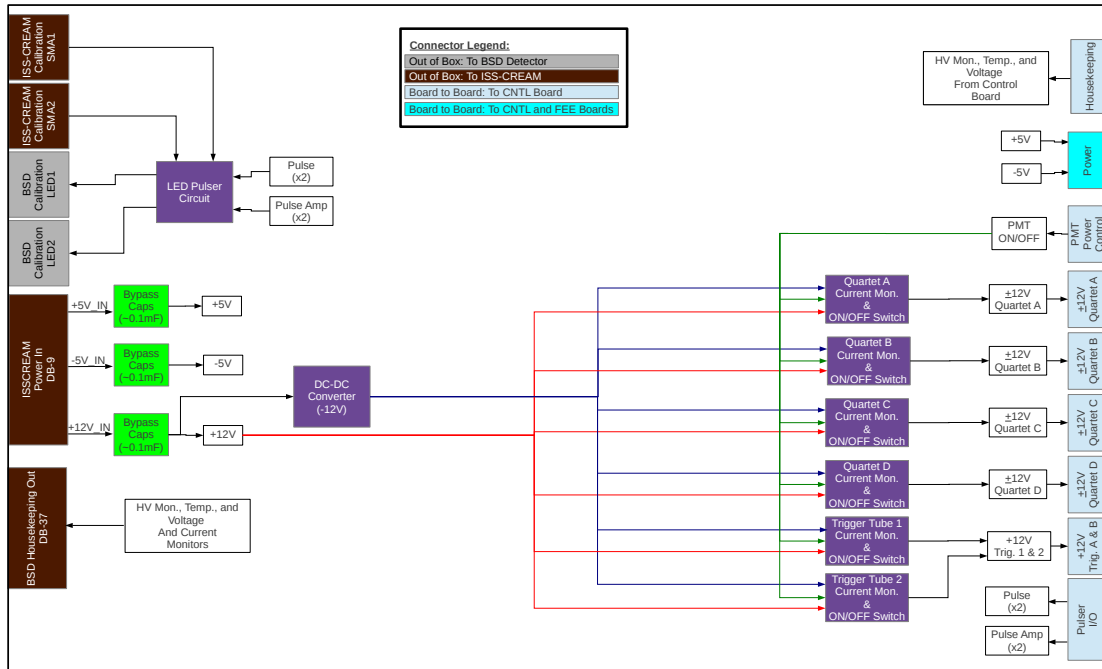 ISS-CREAM
Calibration
SMA1
ISS-CREAM
Calibration
SMA2
BSD
Calibration
LED1
BSD
Calibration
LED2
LED Pulser
Circuit
Pulse
(x2)
Pulse Amp
(x2)
Connector Legend:
Out of Box: To BSD Detector
Out of Box: To ISS-CREAM
Board to Board: To CNTL Board
Board to Board: To CNTL and FEE Boards
HV Mon., Temp., and
Voltage
From Control
Board
Housekeeping
+5V
-5V
Power
PMT
ON/OFF
PMT
Power
Control
ISSCREAM
Power In
DB-9
+5V_IN
Bypass
Caps
(~0.1mF)
+5V
-5V_IN
Bypass
Caps
(~0.1mF)
-5V
+12V_IN
Bypass
Caps
(~0.1mF)
+12V
DC-DC
Converter
(-12V)
Quartet A
Current Mon.
&
ON/OFF Switch
±12V
Quartet A
±12V
Quartet A
Quartet B
Current Mon.
&
ON/OFF Switch
±12V
Quartet B
±12V
Quartet B
Quartet C
Current Mon.
&
ON/OFF Switch
±12V
Quartet C
±12V
Quartet C
Quartet D
Current Mon.
&
ON/OFF Switch
±12V
Quartet D
±12V
Quartet D
Trigger Tube 1
Current Mon.
&
ON/OFF Switch
+12V
Trig. 1 & 2
+12V
Trig. A & B
Trigger Tube 2
Current Mon.
&
ON/OFF Switch
BSD Housekeeping Out
DB-37
HV Mon., Temp., and
Voltage
And Current
Monitors
Pulse
(x2)
Pulse Amp
(x2)
Pulser
I/O